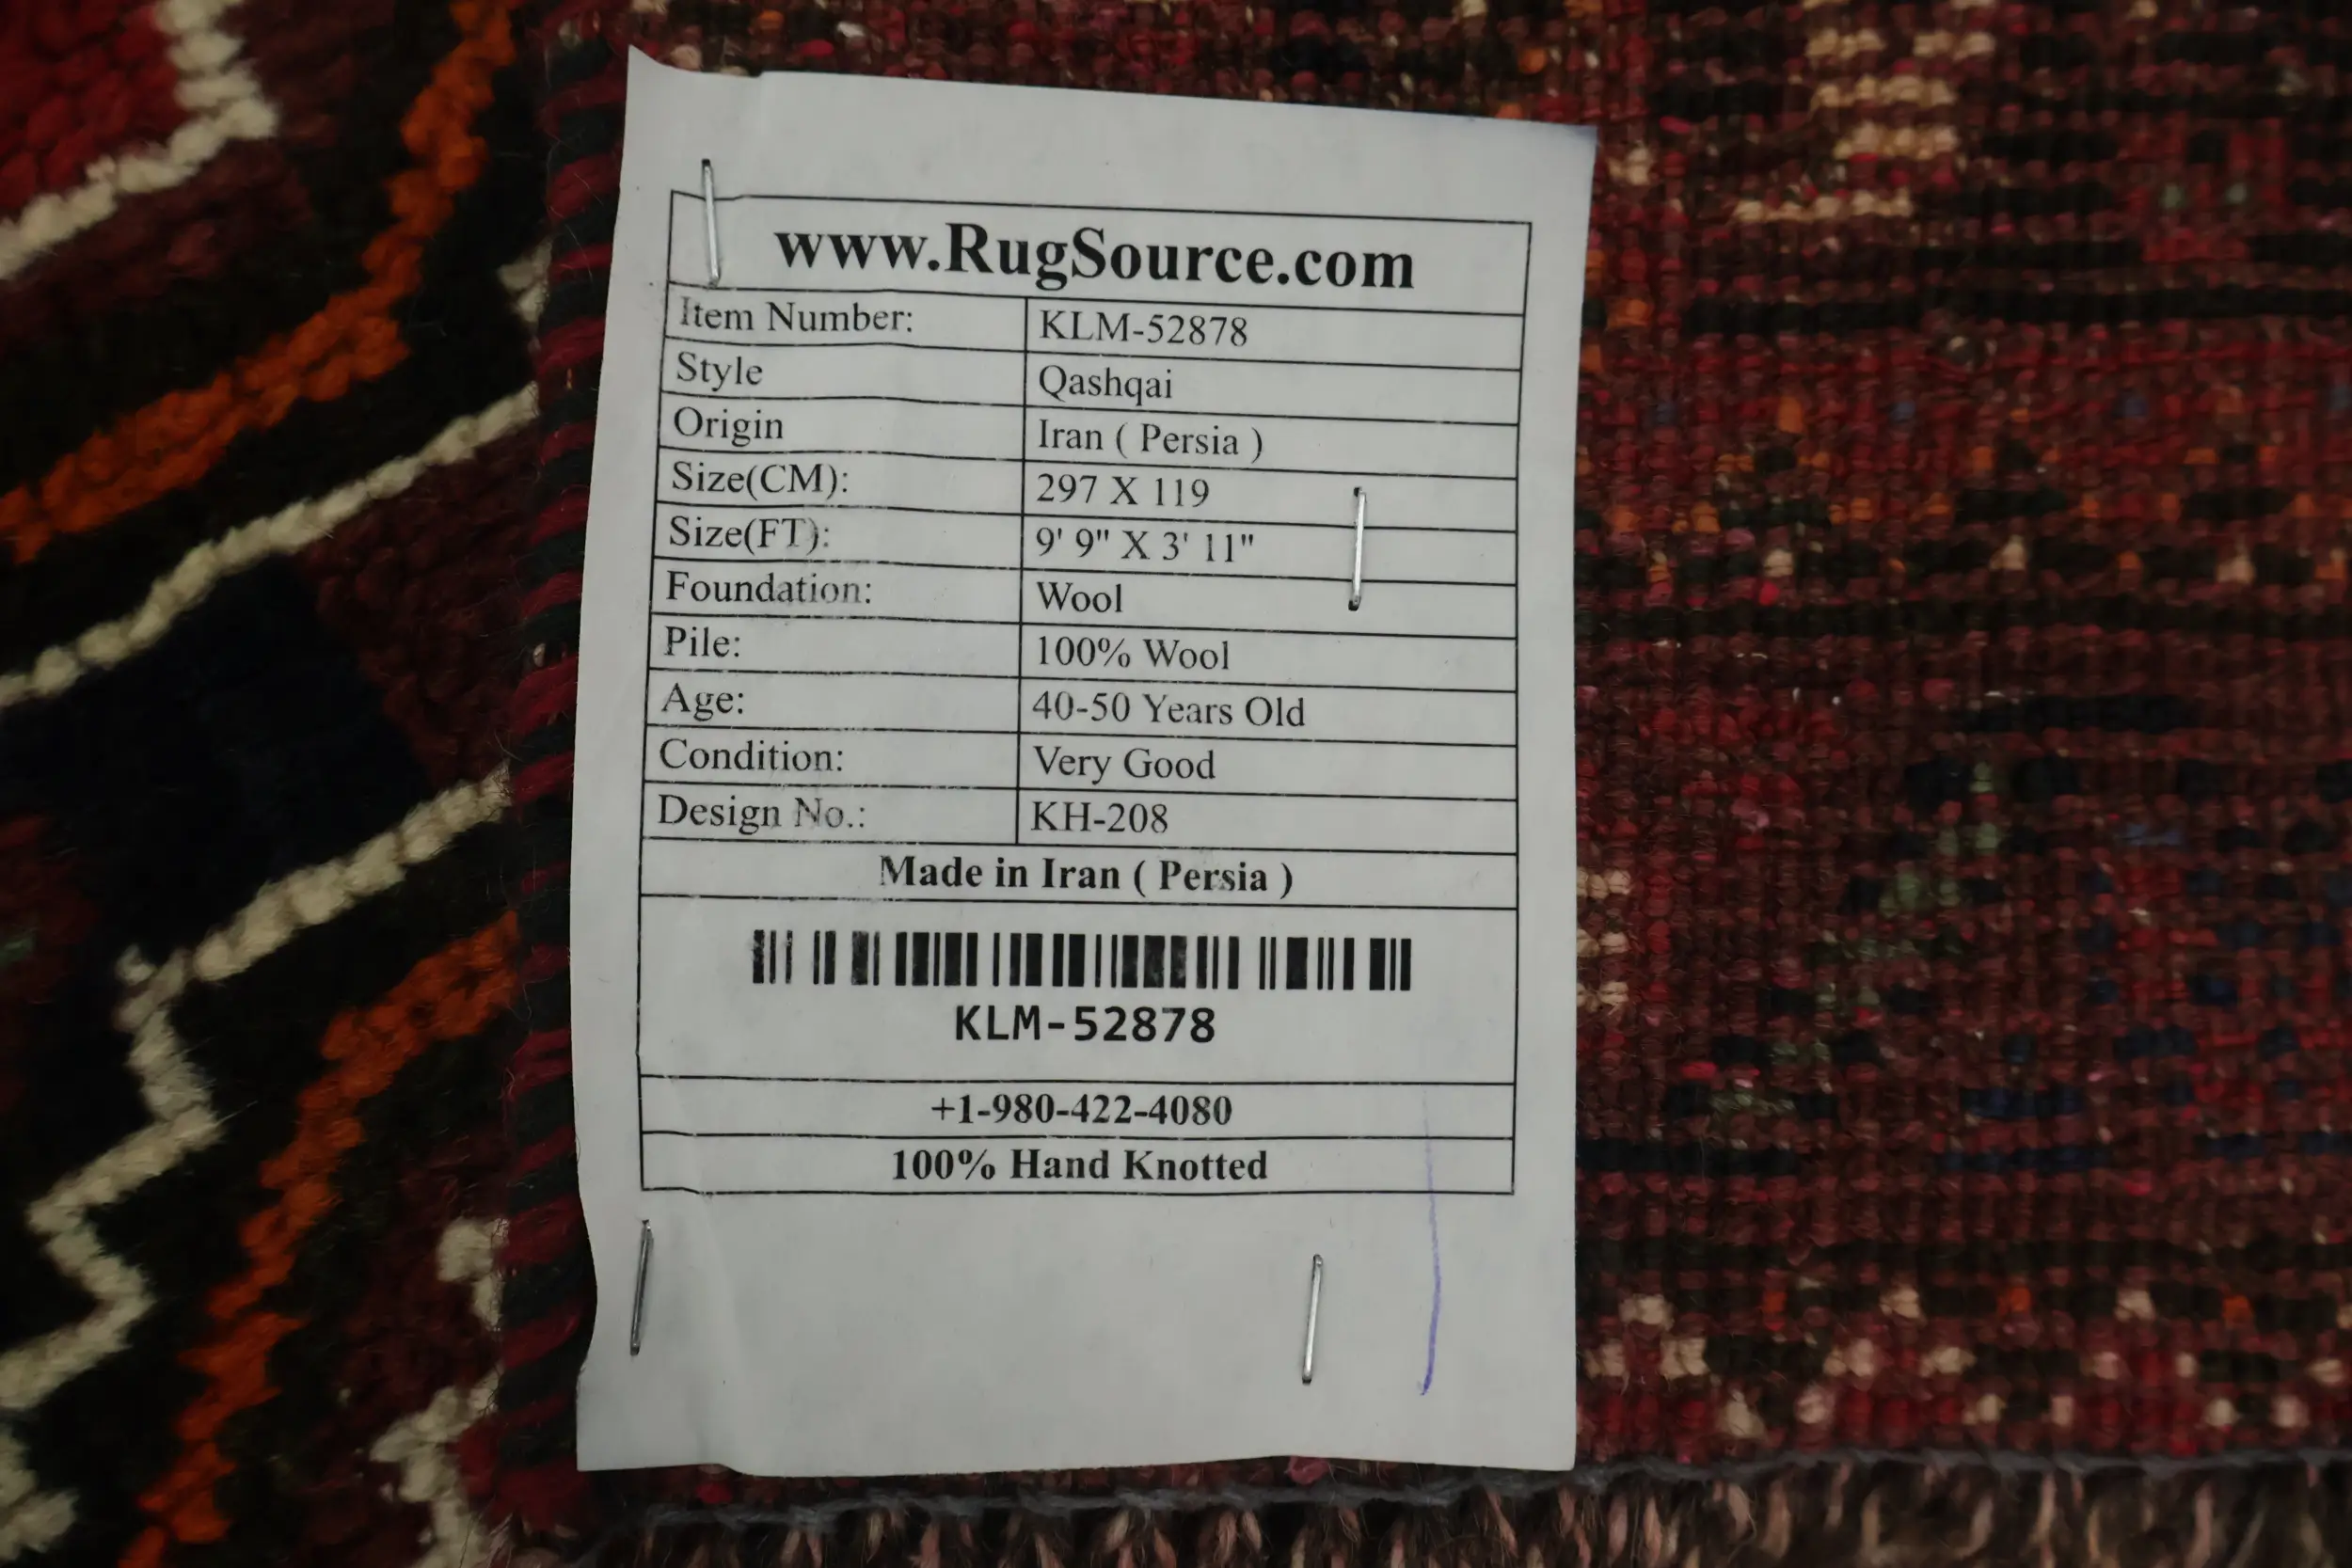 www.RugSource.com
Item Number: KLM-52878
Style Qashqai
Origin Iran ( Persia )
Size(CM): 297 X 119
Size(FT): 9' 9" X 3' 11"
Foundation: Wool
Pile: 100% Wool
Age: 40-50 Years Old
Condition: Very Good
Design No.: KH-208
Made in Iran ( Persia )
KLM-52878
+1-980-422-4080
100% Hand Knotted